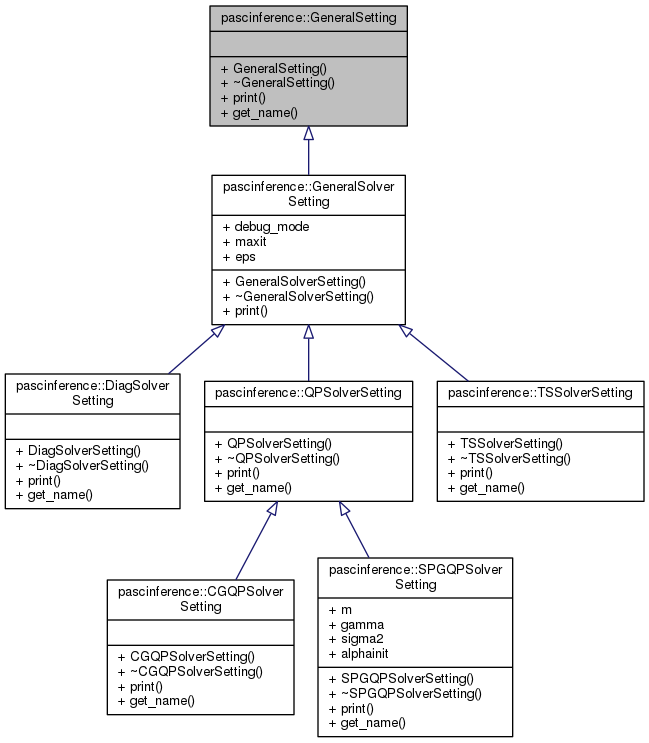 pascinference::GeneralSetting
+ GeneralSetting()
+ ~GeneralSetting()
+ print()
+ get_name()
pascinference::GeneralSolver
Setting
+ debug_mode
+ maxit
+ eps
+ GeneralSolverSetting()
+ ~GeneralSolverSetting()
+ print()
pascinference::DiagSolver
Setting
+ DiagSolverSetting()
+ ~DiagSolverSetting()
+ print()
+ get_name()
pascinference::QPSolverSetting
+ QPSolverSetting()
+ ~QPSolverSetting()
+ print()
+ get_name()
pascinference::TSSolverSetting
+ TSSolverSetting()
+ ~TSSolverSetting()
+ print()
+ get_name()
pascinference::CGQPSolver
Setting
+ CGQPSolverSetting()
+ ~CGQPSolverSetting()
+ print()
+ get_name()
pascinference::SPGQPSolver
Setting
+ m
+ gamma
+ sigma2
+ alphainit
+ SPGQPSolverSetting()
+ ~SPGQPSolverSetting()
+ print()
+ get_name()